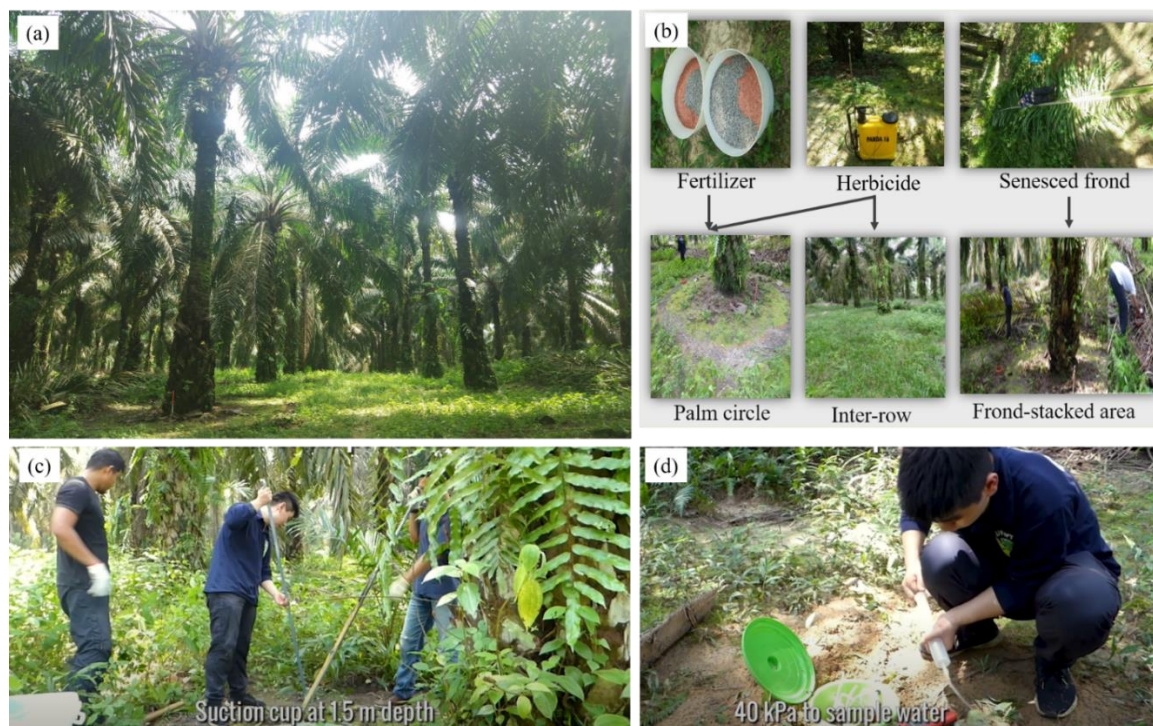 (a)
(b)
Fertilizer
Herbicide
Senesced frond
Palm circle
Inter-row
Frond-stacked area
(c)
Suction cup at 1.5 m depth
(d)
40 kPa to sample water